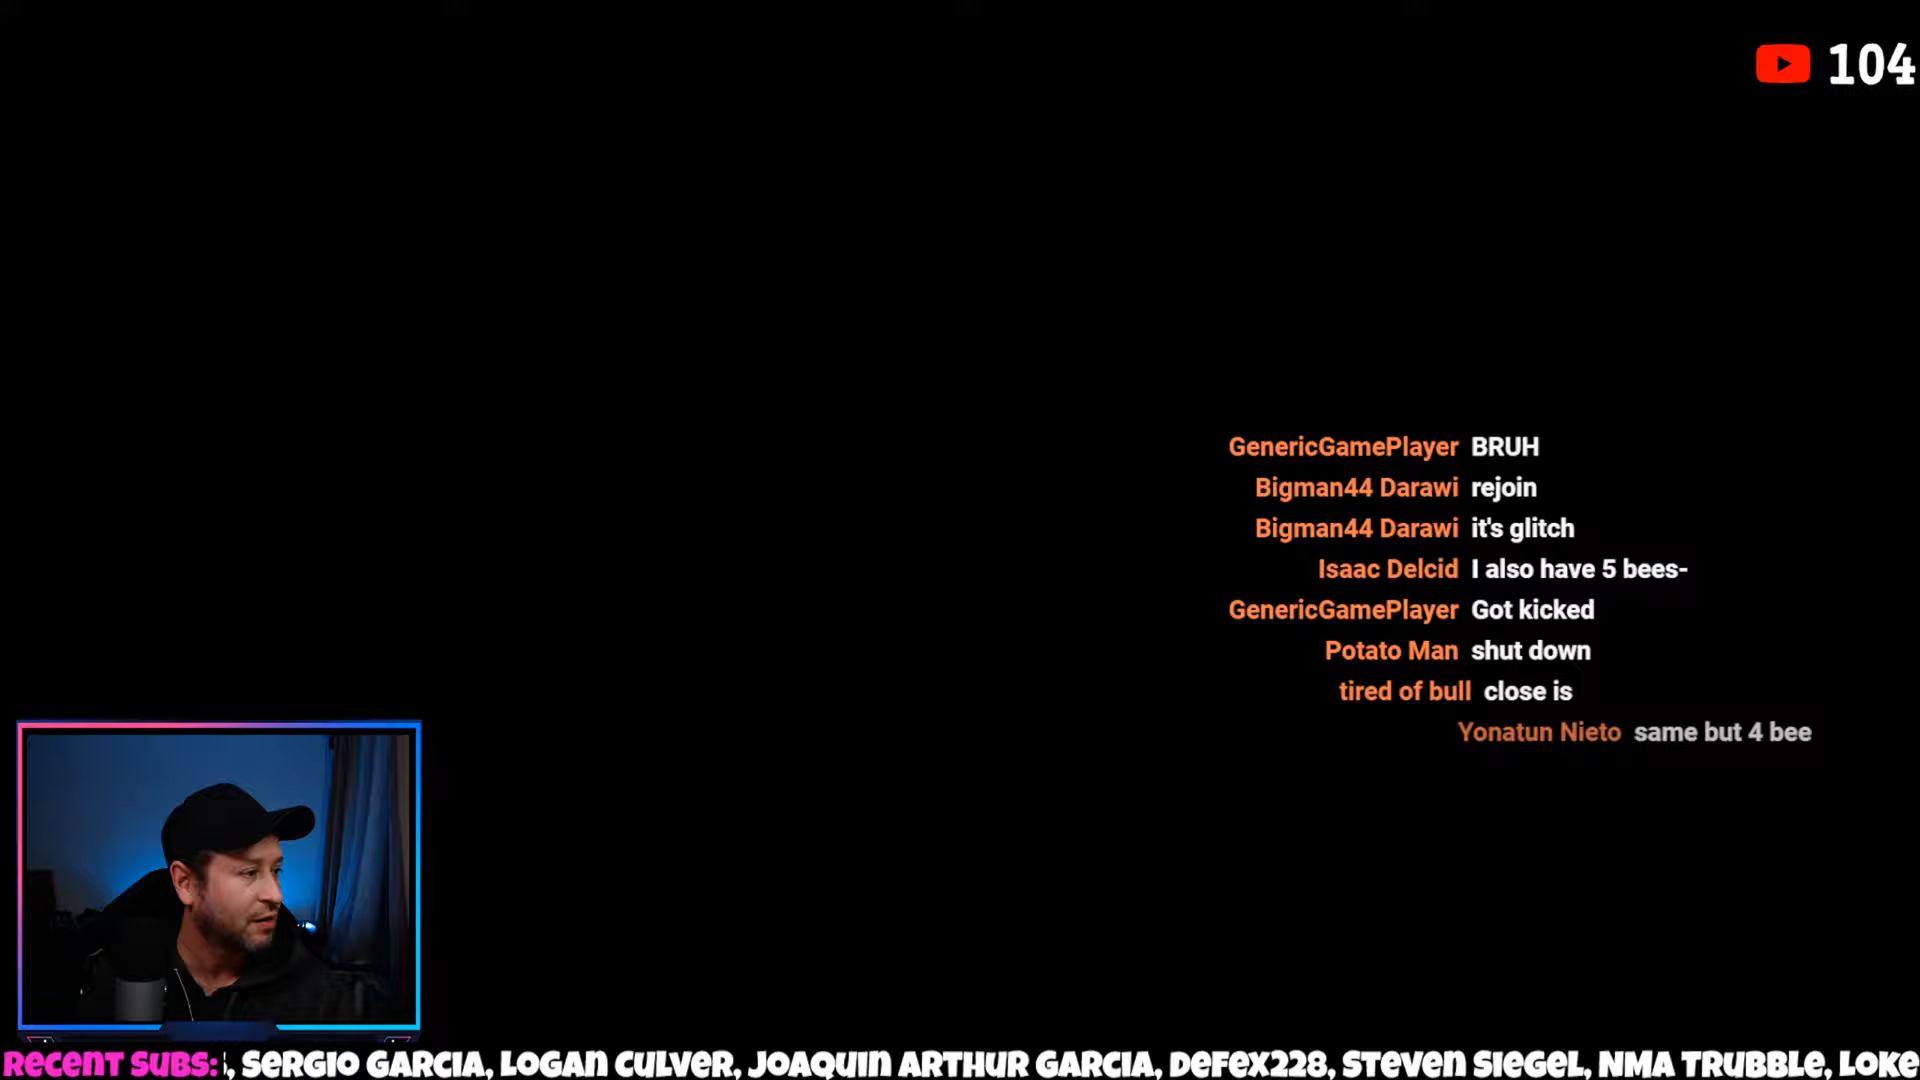 104
GenericGamePlayer BRUH
Bigman44 Darawi rejoin
Bigman44 Darawi it's glitch
Isaac Delcid I also have 5 bees-
GenericGamePlayer Got kicked
Potato Man shut down
tired of bull close is
Yonatun Nieto same but 4 bee
RECENT SUBS: , SERGIO GARCIA, LOGAN CULVER, JOAQUIN ARTHUR GARCIA, DEFEX228, STEVEN SIEGEL, NMA TRUBBLE, LOKE